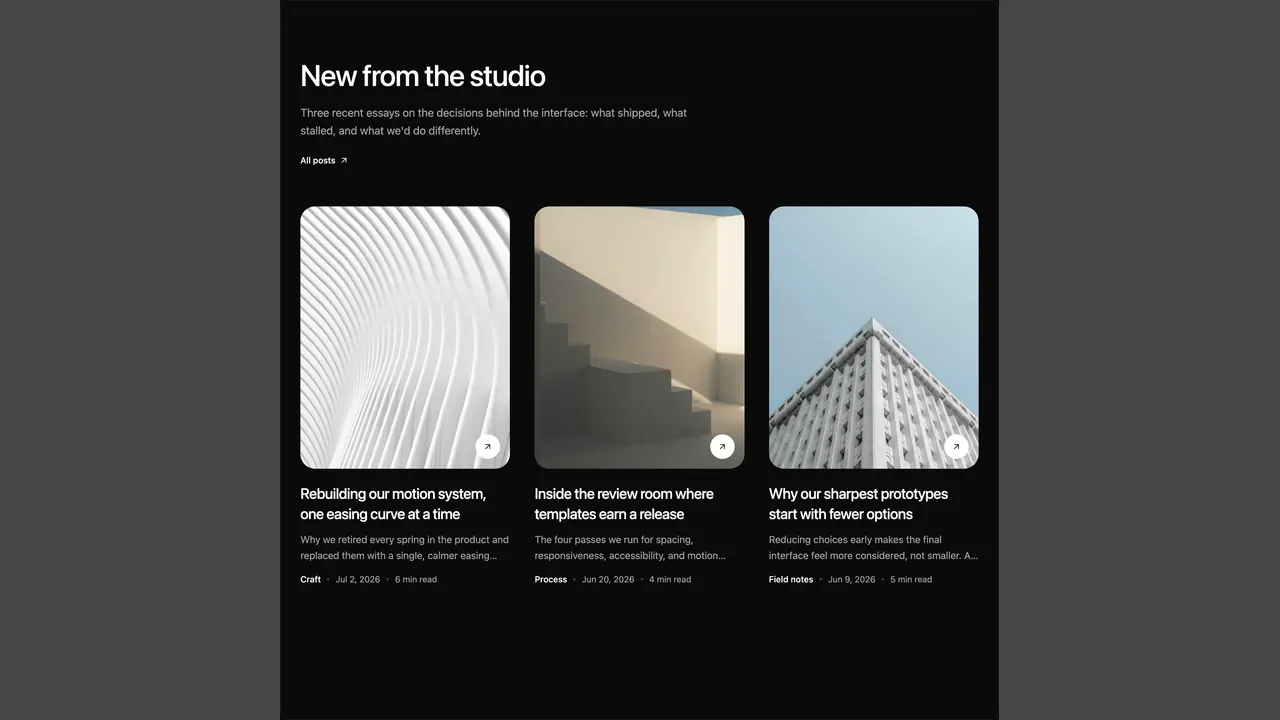 New from the studio
Three recent essays on the decisions behind the interface: what shipped, what
stalled, and what we'd do differently.
All posts
Rebuilding our motion system,
one easing curve at a time
Why we retired every spring in the product and
replaced them with a single, calmer easing...
Craft • Jul 2, 2026 • 6 min read
Inside the review room where
templates earn a release
The four passes we run for spacing,
responsiveness, accessibility, and motion...
Process • Jun 20, 2026 • 4 min read
Why our sharpest prototypes
start with fewer options
Reducing choices early makes the final
interface feel more considered, not smaller. A...
Field notes • Jun 9, 2026 • 5 min read